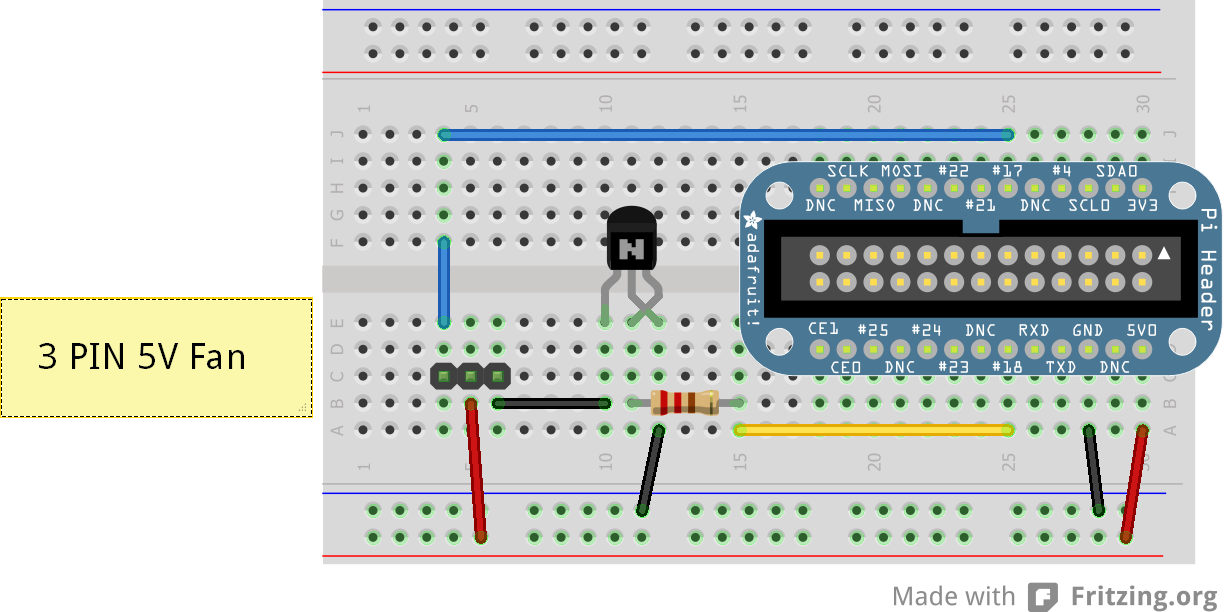 1 5 10 15 20 25 30
J J
I
H
G
F
SCLK MOSI #22 #17 #4 SDA0
DNC MISO DNC #21 DNC SCL0 3V3
adafruit!
Pi Header
N
3 PIN 5V Fan
CE1 #25 #24 DNC RXD GND 5V0
CE0 DNC #23 #18 TXD DNC
E
D
C C
B B
A A
1 5 10 15 20 25 30
Made with Fritzing.org